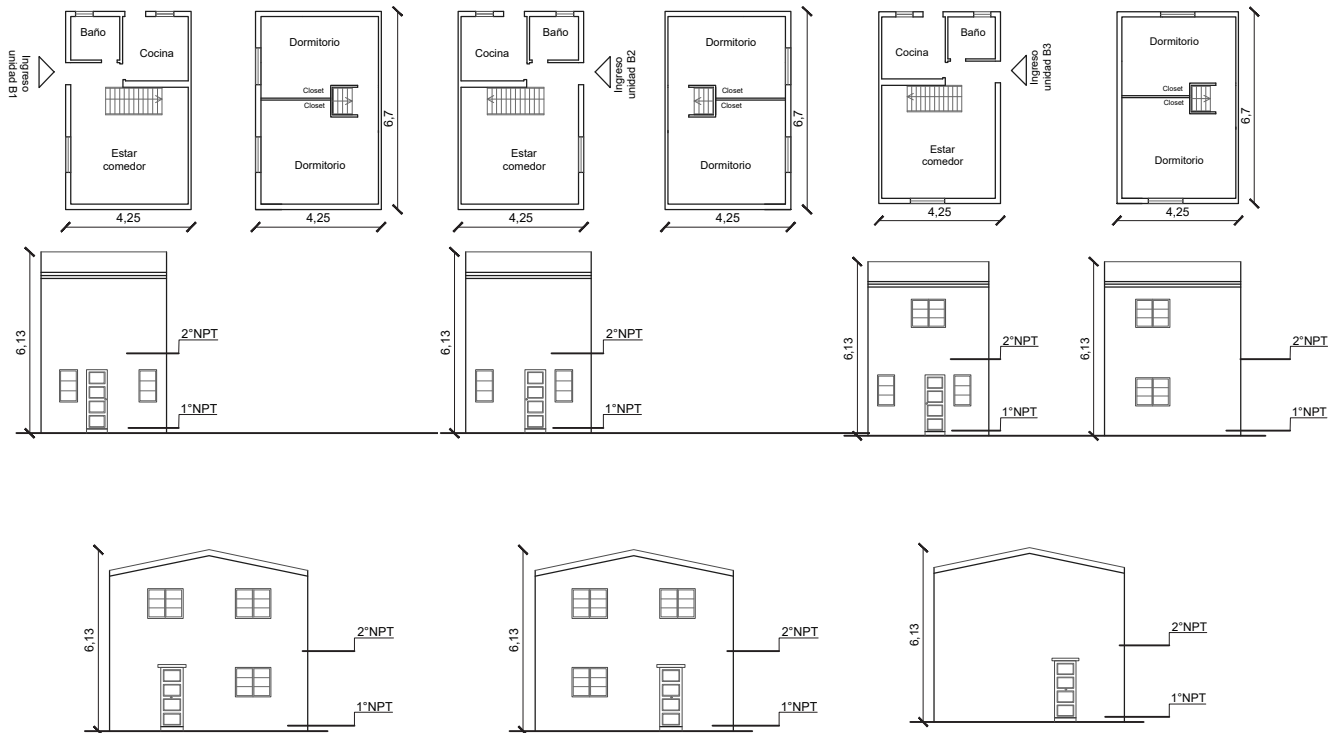 Baño
Cocina
Ingreso
unidad B1
Estar
comedor
4,25
Dormitorio
Closet
Closet
Dormitorio
6,7
4,25
Cocina
Baño
Ingreso
unidad B2
Estar
comedor
4,25
Dormitorio
Closet
Closet
Dormitorio
6,7
4,25
Cocina
Baño
Ingreso
unidad B3
Estar
comedor
4,25
Dormitorio
Closet
Closet
Dormitorio
6,7
4,25
6,13
2°NPT
1°NPT
6,13
2°NPT
1°NPT
6,13
2°NPT
1°NPT
6,13
2°NPT
1°NPT
6,13
2°NPT
1°NPT
6,13
2°NPT
1°NPT
6,13
2°NPT
1°NPT